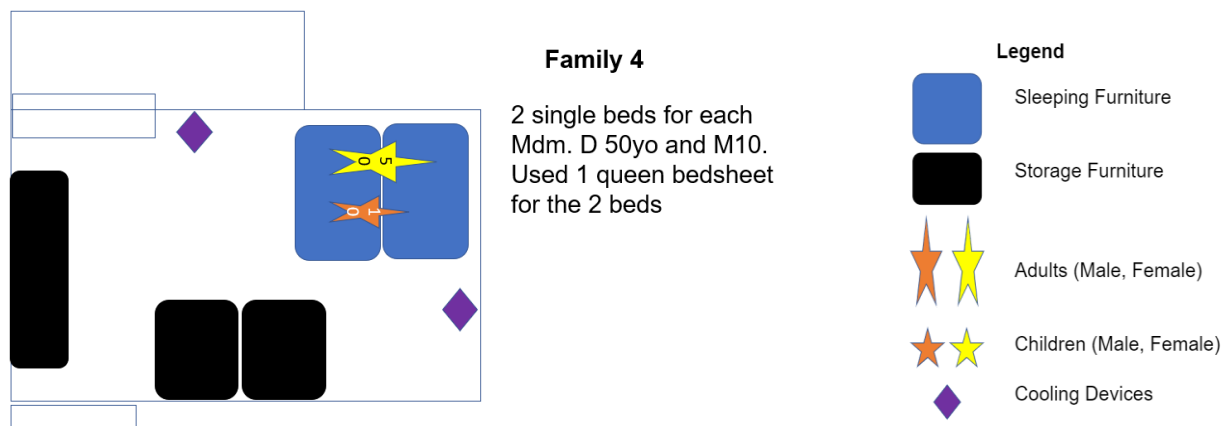 Family 4
2 single beds for each
Mdm. D 50yo and M10.
Used 1 queen bedsheet
for the 2 beds
50
10
Legend
Sleeping Furniture
Storage Furniture
Adults (Male, Female)
Children (Male, Female)
Cooling Devices